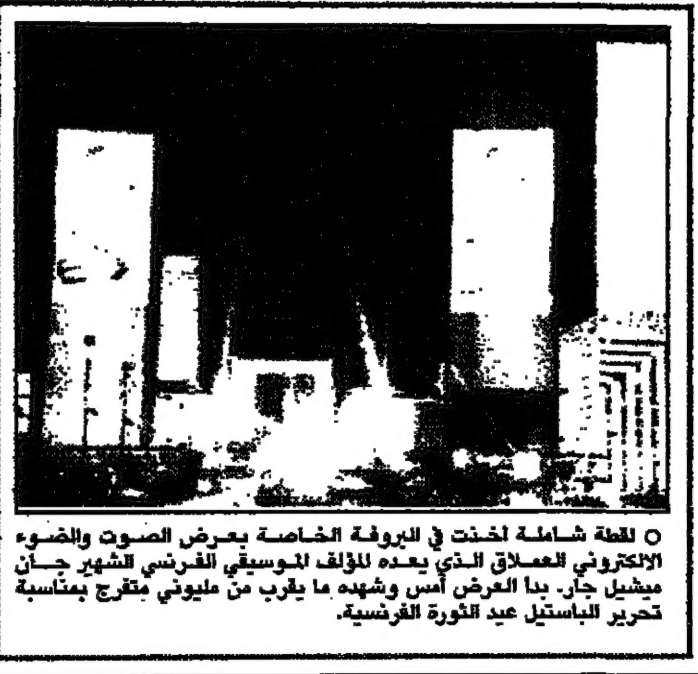 ○ لقطة شاملة أخذت في البروفة الخاصة بعرض الصوت والضوء
الالكتروني العملاق الذي يعده المؤلف الموسيقي الفرنسي الشهير جان
ميشيل جار. بدأ العرض أمس وشهده ما يقرب من مليوني متفرج بمناسبة
تحرير الباستيل عيد الثورة الفرنسية.